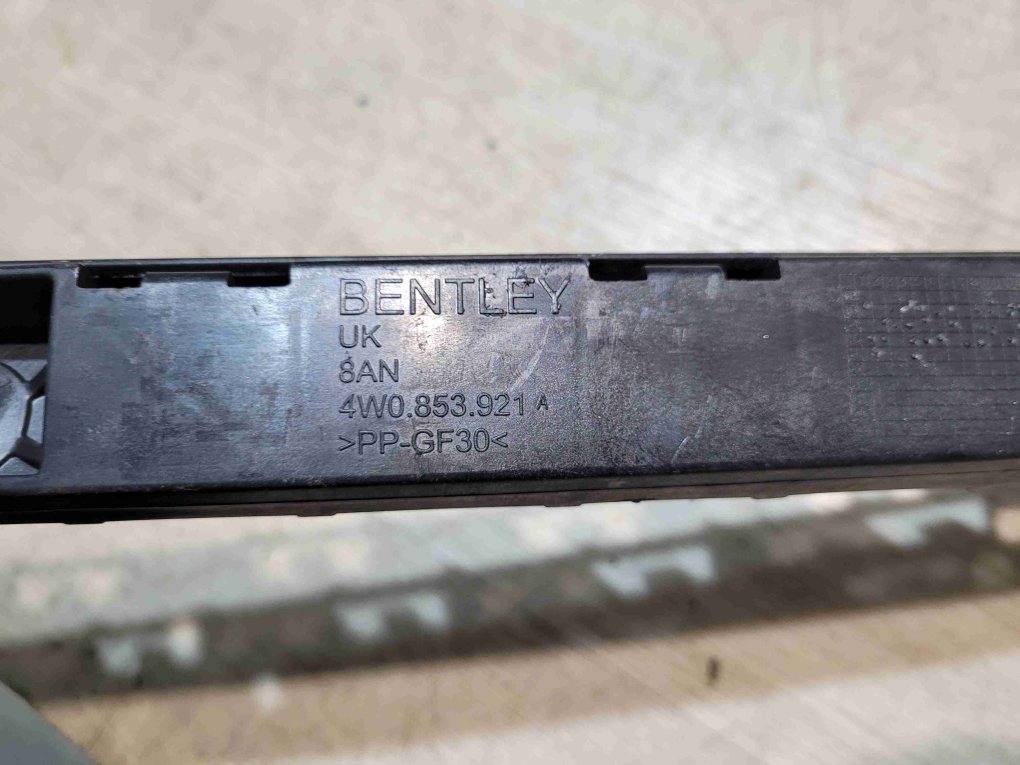 BENTLEY
UK
8AN
4W0.853.921 A
>PP-GF30<